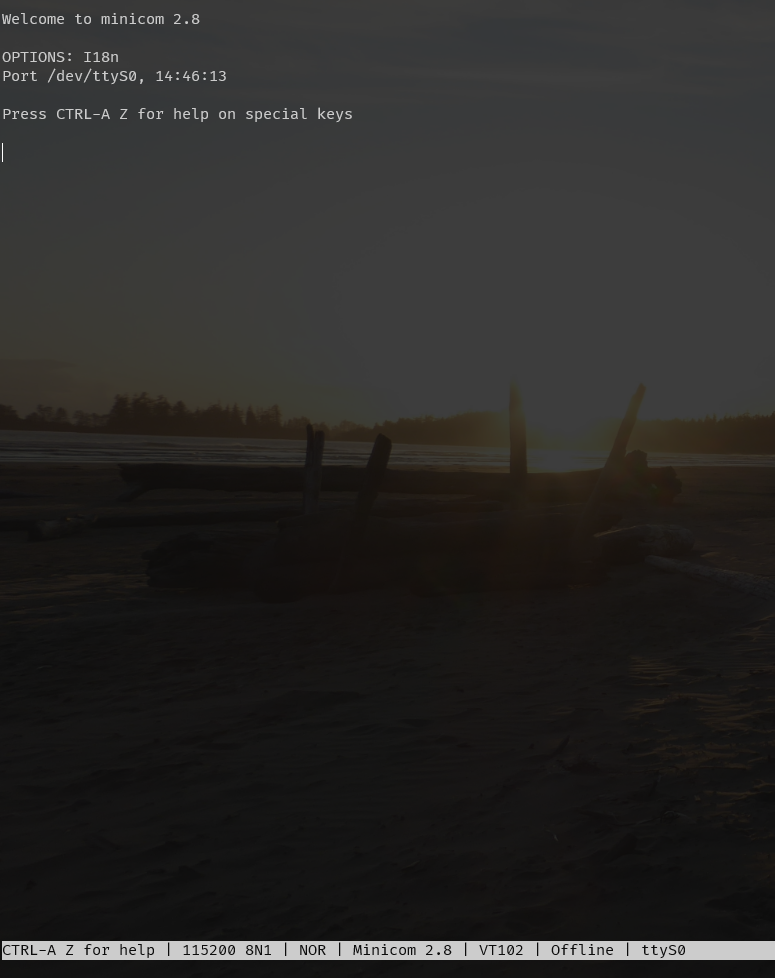 Welcome to minicom 2.8
OPTIONS: I18n
Port /dev/ttyS0, 14:46:13
Press CTRL-A Z for help on special keys
CTRL-A Z for help | 115200 8N1 | NOR | Minicom 2.8 | VT102 | Offline | ttyS0